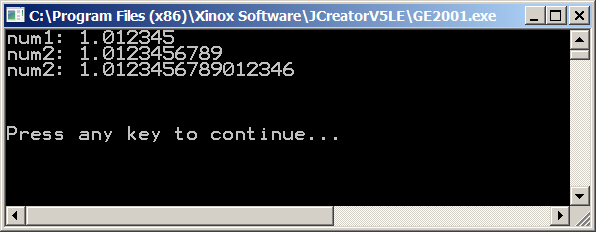 C:\Program Files (x86)\Xinox Software\JCreatorV5LE\GE2001.exe
num1: 1.012345
num2: 1.0123456789
num2: 1.0123456789012346
Press any key to continue...